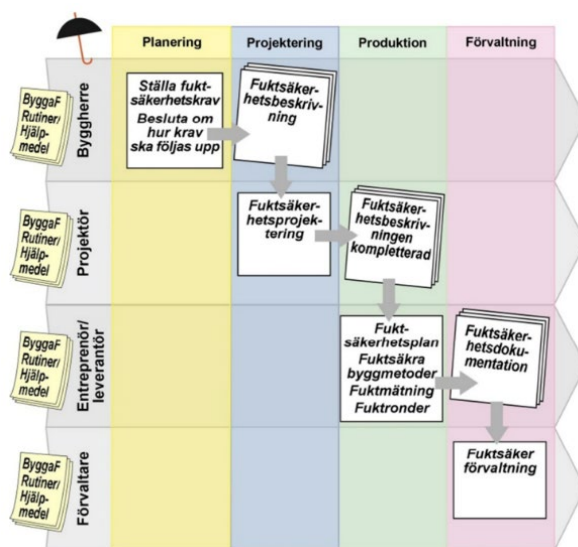 Planering
Projektering
Produktion
Förvaltning
ByggaF
Rutiner/
Hjälp-
medel
Byggherre
Ställa fukt-
säkerhetskrav
Besluta om
hur krav
ska följas upp
Fuktsäker-
hetsbeskriv-
ning
ByggaF
Rutiner/
Hjälp-
medel
Projektör
Fuktsäker-
hetsprojek-
tering
Fuktsäker-
hetsbeskriv-
ningen
kompletterad
ByggaF
Rutiner/
Hjälp-
medel
Entreprenör/
leverantör
Fukt-
säkerhetsplan
Fuktsäkra
byggmetoder
Fuktmätning
Fuktronder
Fuktsäker-
hetsdoku-
mentation
ByggaF
Rutiner/
Hjälp-
medel
Förvaltare
Fuktsäker
förvaltning